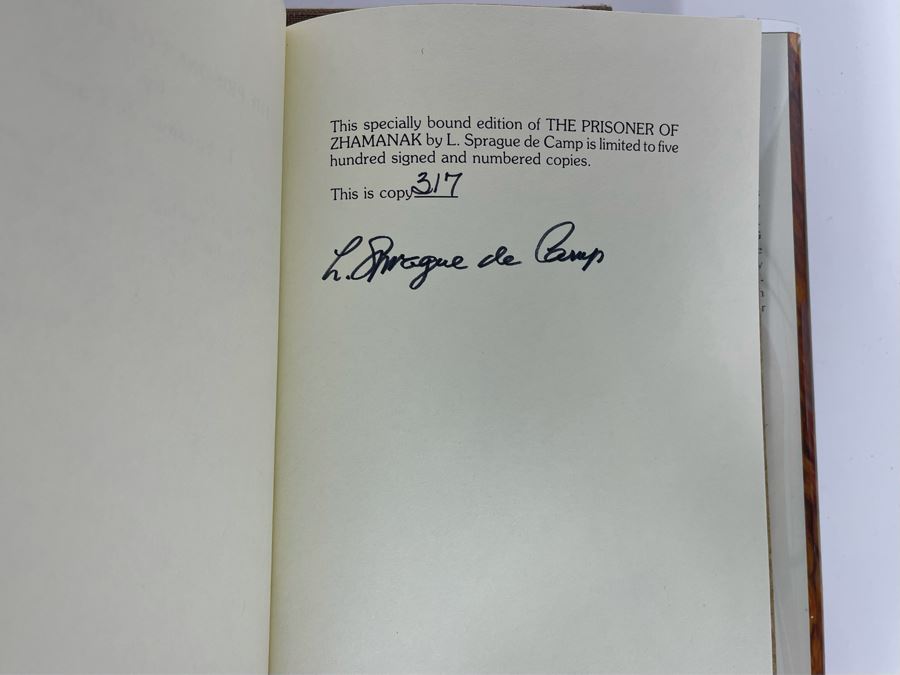 This specially bound edition of THE PRISONER OF
ZHAMANAK by L. Sprague de Camp is limited to five
hundred signed and numbered copies.
This is copy 317
L. Sprague de Camp